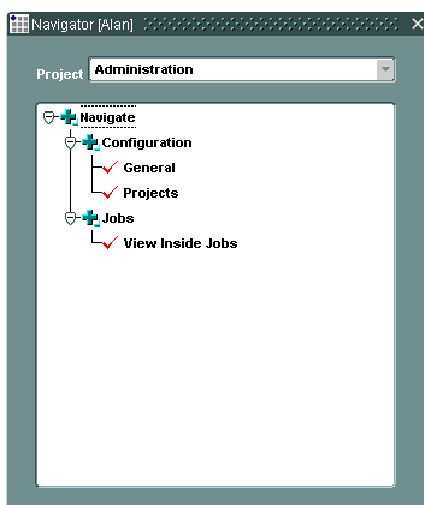 Navigator (Alan)
Project Administration
Navigate
Configuration
General
Projects
Jobs
View Inside Jobs